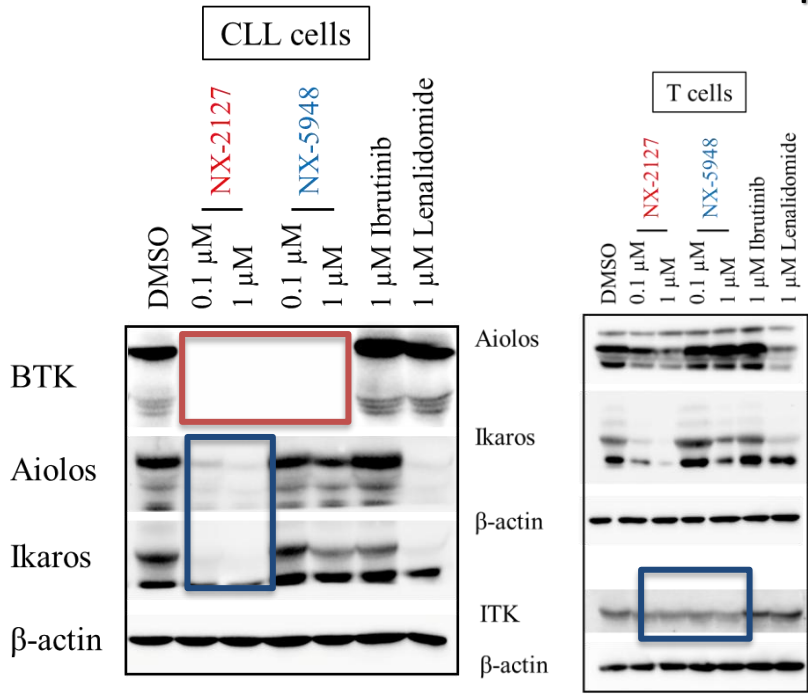 CLL cells
NX-2127
NX-5948
DMSO
0.1 μM
1 μM
0.1 μM
1 μM
1 μM Ibrutinib
1 μM Lenalidomide
BTK
Aiolos
Ikaros
β-actin
T cells
NX-2127
NX-5948
DMSO
0.1 μM
1 μM
0.1 μM
1 μM
1 μM Ibrutinib
1 μM Lenalidomide
Aiolos
Ikaros
β-actin
ITK
β-actin